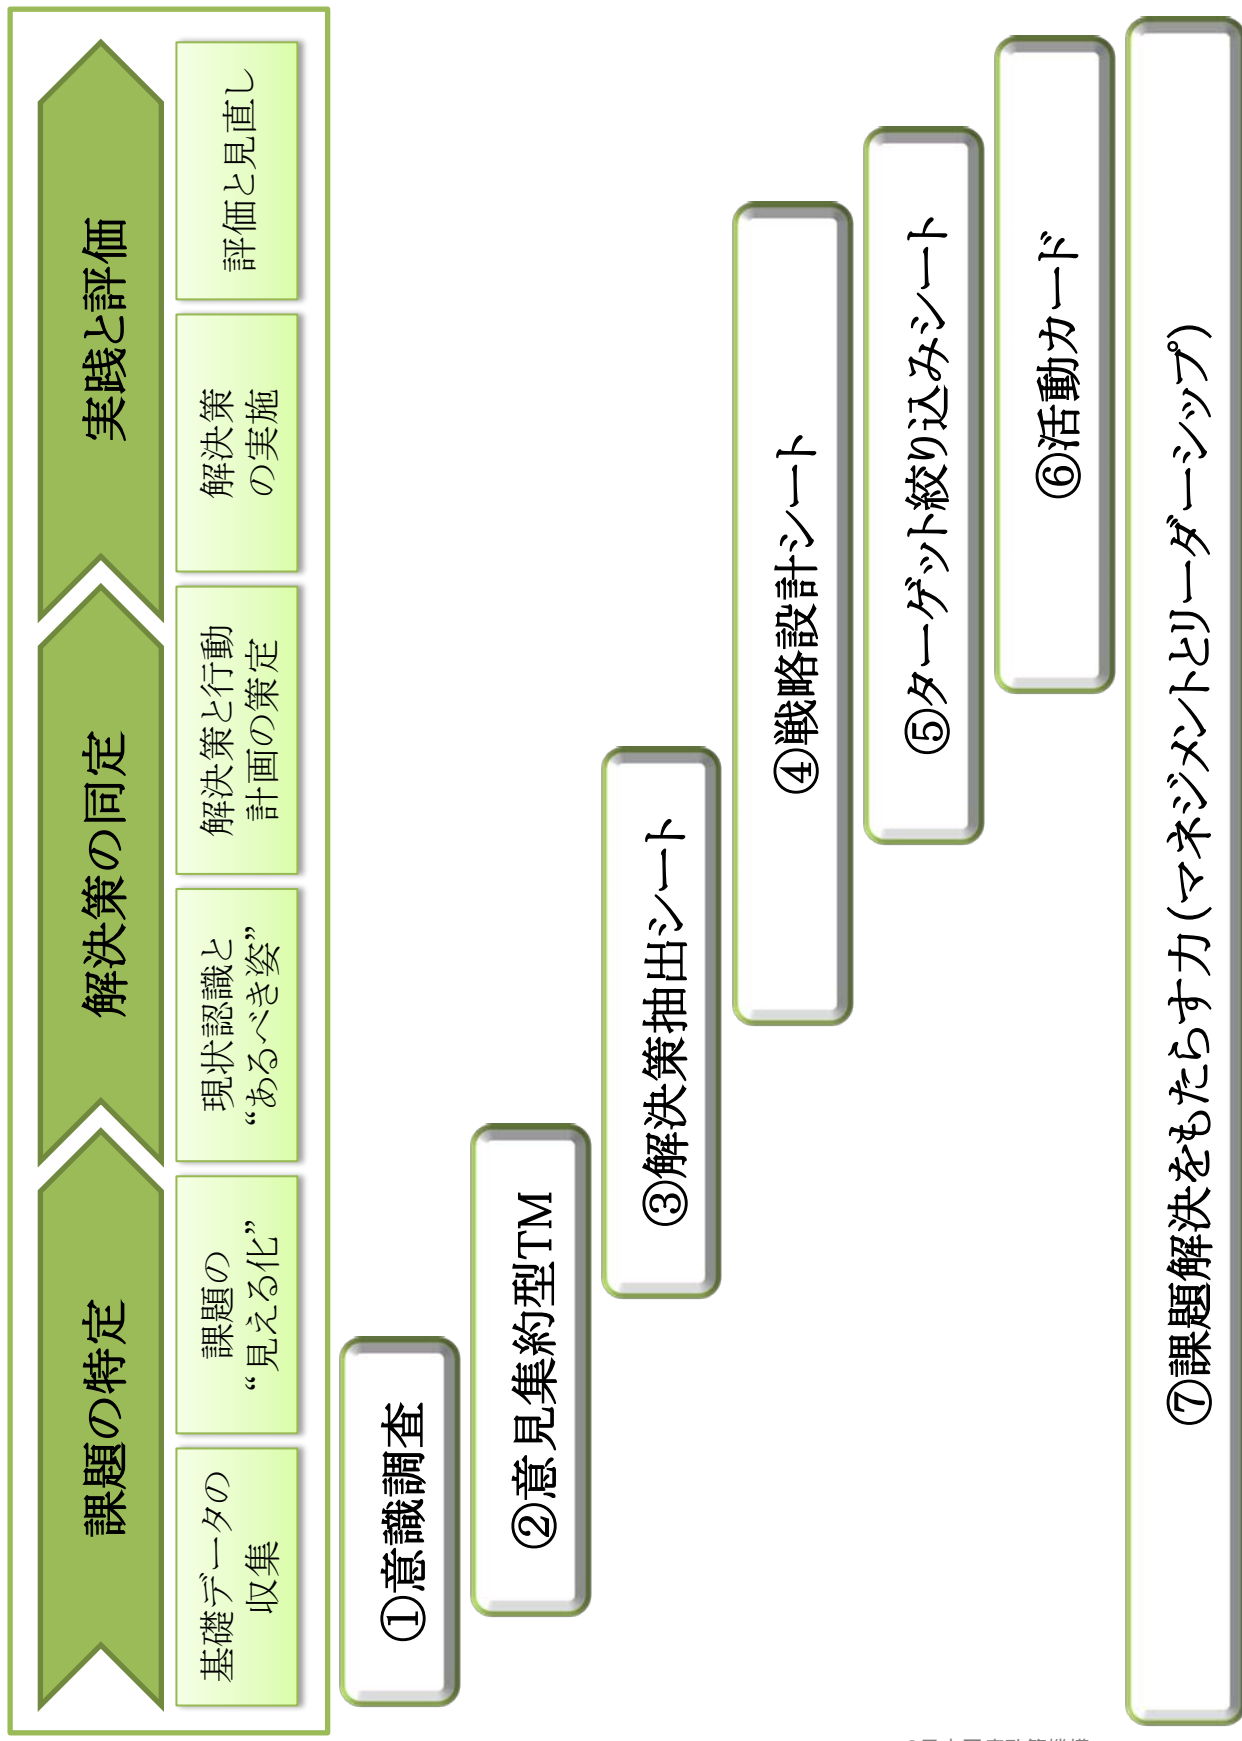 課題の特定
解決策の同定
実践と評価
基礎データの
収集
課題の
“見える化”
現状認識と
“あるべき姿”
解決策と行動
計画の策定
解決策
の実施
評価と見直し
①意識調査
②意見集約型TM
③解決策抽出シート
④戦略設計シート
⑤ターゲット絞り込みシート
⑥活動カード
⑦課題解決をもたらす力（マネジメントとリーダーシップ）